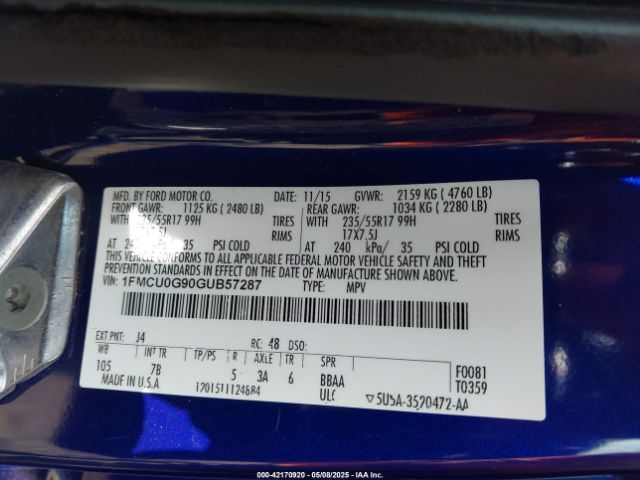 MFD. BY FORD MOTOR CO. DATE: 11/15 GVWR: 2159 KG ( 4760 LB)
FRONT GAWR: 1125 KG ( 2480 LB) REAR GAWR: 1034 KG ( 2280 LB)
WITH 235/55R17 99H TIRES WITH 235/55R17 99H TIRES
17X7.5J RIMS 17X7.5J RIMS
AT 240 kPa/ 35 PSI COLD AT 240 kPa/ 35 PSI COLD
THIS VEHICLE CONFORMS TO ALL APPLICABLE FEDERAL MOTOR VEHICLE SAFETY AND THEFT
PREVENTION STANDARDS IN EFFECT ON THE DATE OF MANUFACTURE SHOWN ABOVE.
VIN: 1FMCU0G90GUB57287 TYPE: MPV
EXT PNT: J4 RC: 48 DSO:
WB INT TR TP/PS R AXLE TR SPR
105 7B 5 3A 6 BBAA F0081
MADE IN U.S.A. ULC T0359
5U5A-3520472-AA
(000-42170920 - 05/08/2025 - IAA)